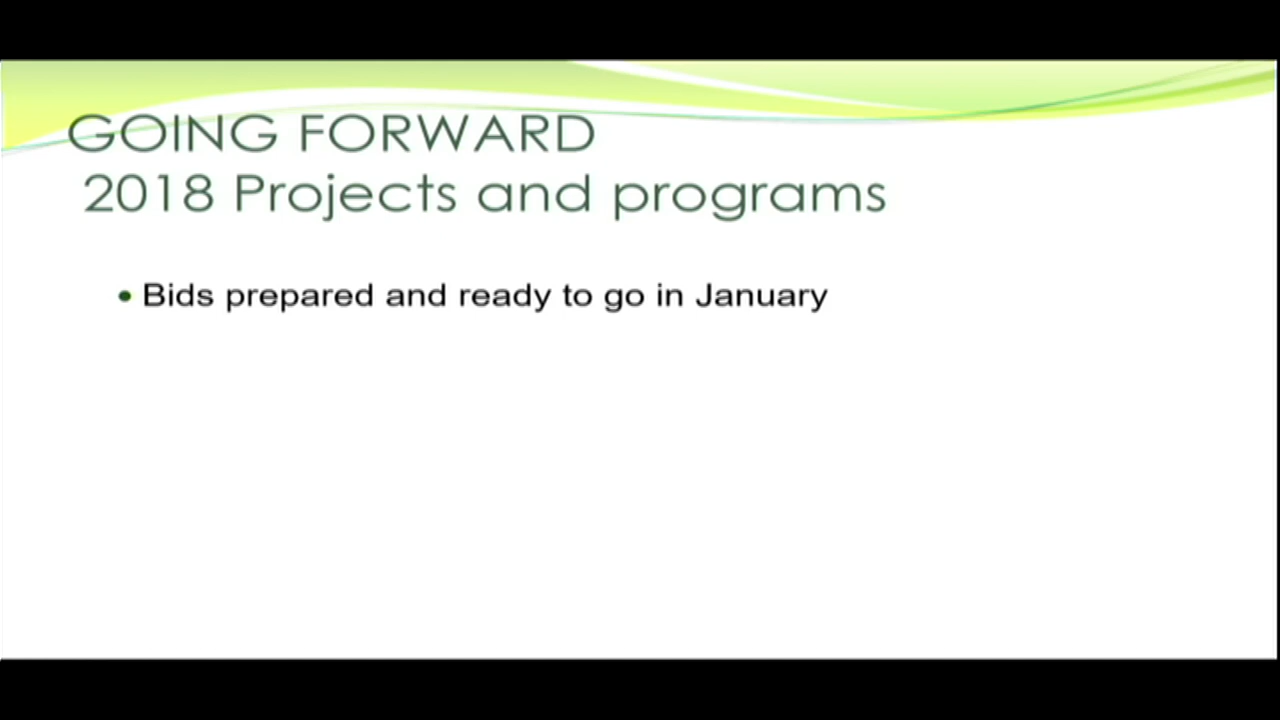 GOING FORWARD
2018 Projects and programs
• Bids prepared and ready to go in January